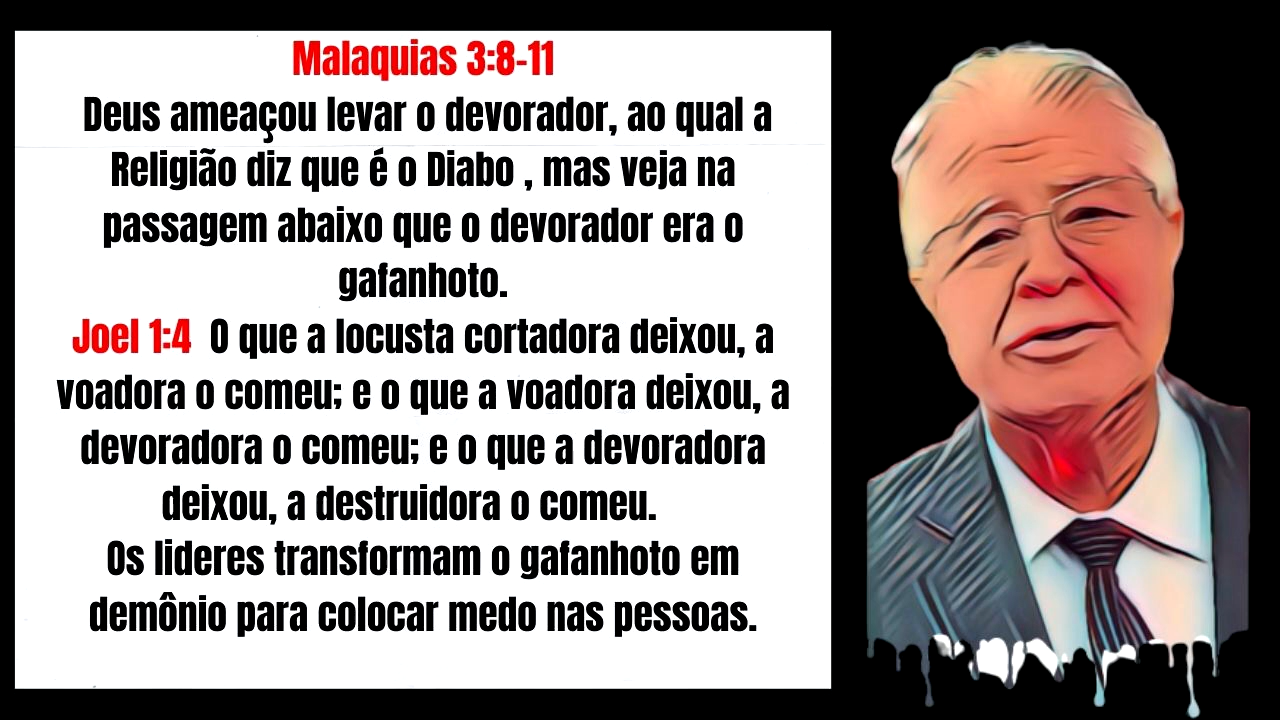 Malaquias 3:8-11
Deus ameaçou levar o devorador, ao qual a
Religião diz que é o Diabo , mas veja na
passagem abaixo que o devorador era o
gafanhoto.
Joel 1:4 O que a locusta cortadora deixou, a
voadora o comeu; e o que a voadora deixou, a
devoradora o comeu; e o que a devoradora
deixou, a destruidora o comeu.
Os lideres transformam o gafanhoto em
demônio para colocar medo nas pessoas.